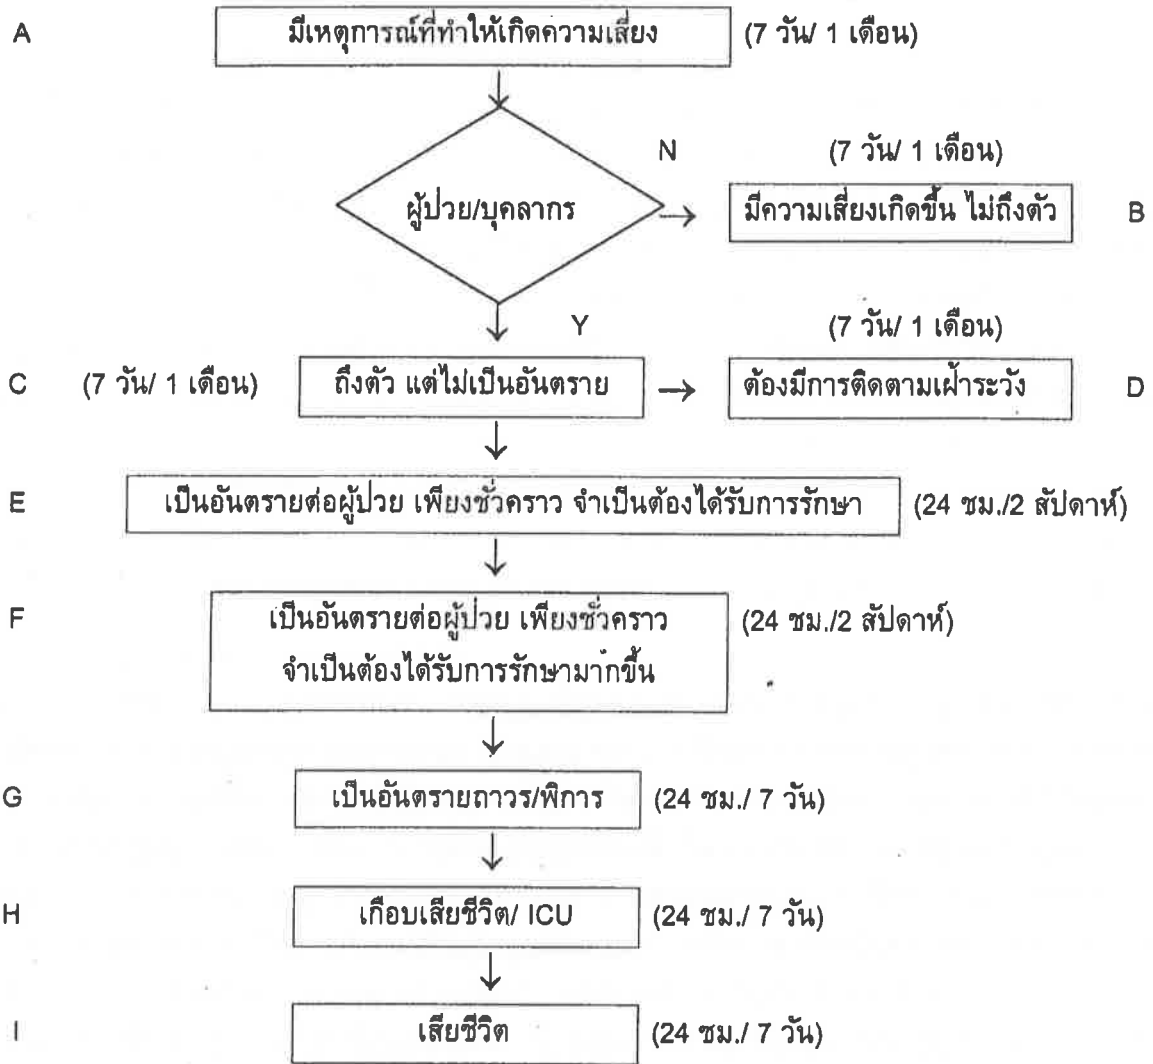 A มีเหตุการณ์ที่ทำให้เกิดความเสี่ยง (7 วัน/ 1 เดือน)
N (7 วัน/ 1 เดือน)
ผู้ป่วย/บุคลากร มีความเสี่ยงเกิดขึ้น ไม่ถึงตัว B
Y (7 วัน/ 1 เดือน)
C (7 วัน/ 1 เดือน) ถึงตัว แต่ไม่เป็นอันตราย ต้องมีการติดตามเฝ้าระวัง D
E เป็นอันตรายต่อผู้ป่วย เพียงชั่วคราว จำเป็นต้องได้รับการรักษา (24 ชม./2 สัปดาห์)
F เป็นอันตรายต่อผู้ป่วย เพียงชั่วคราว (24 ชม./2 สัปดาห์)
จำเป็นต้องได้รับการรักษามากขึ้น
G เป็นอันตรายถาวร/พิการ (24 ชม./ 7 วัน)
H เกือบเสียชีวิต/ ICU (24 ชม./ 7 วัน)
I เสียชีวิต (24 ชม./ 7 วัน)